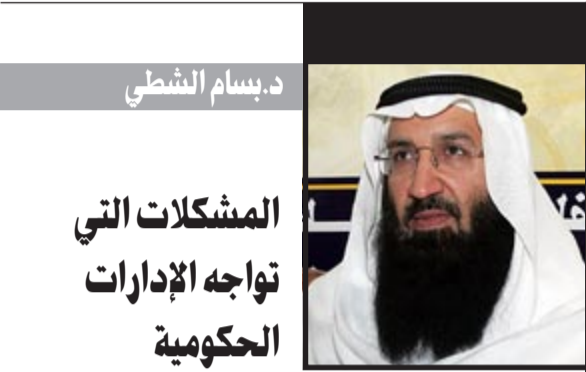 د.بسام الشطي
المشكلات التي
تواجه الإدارات
الحكومية